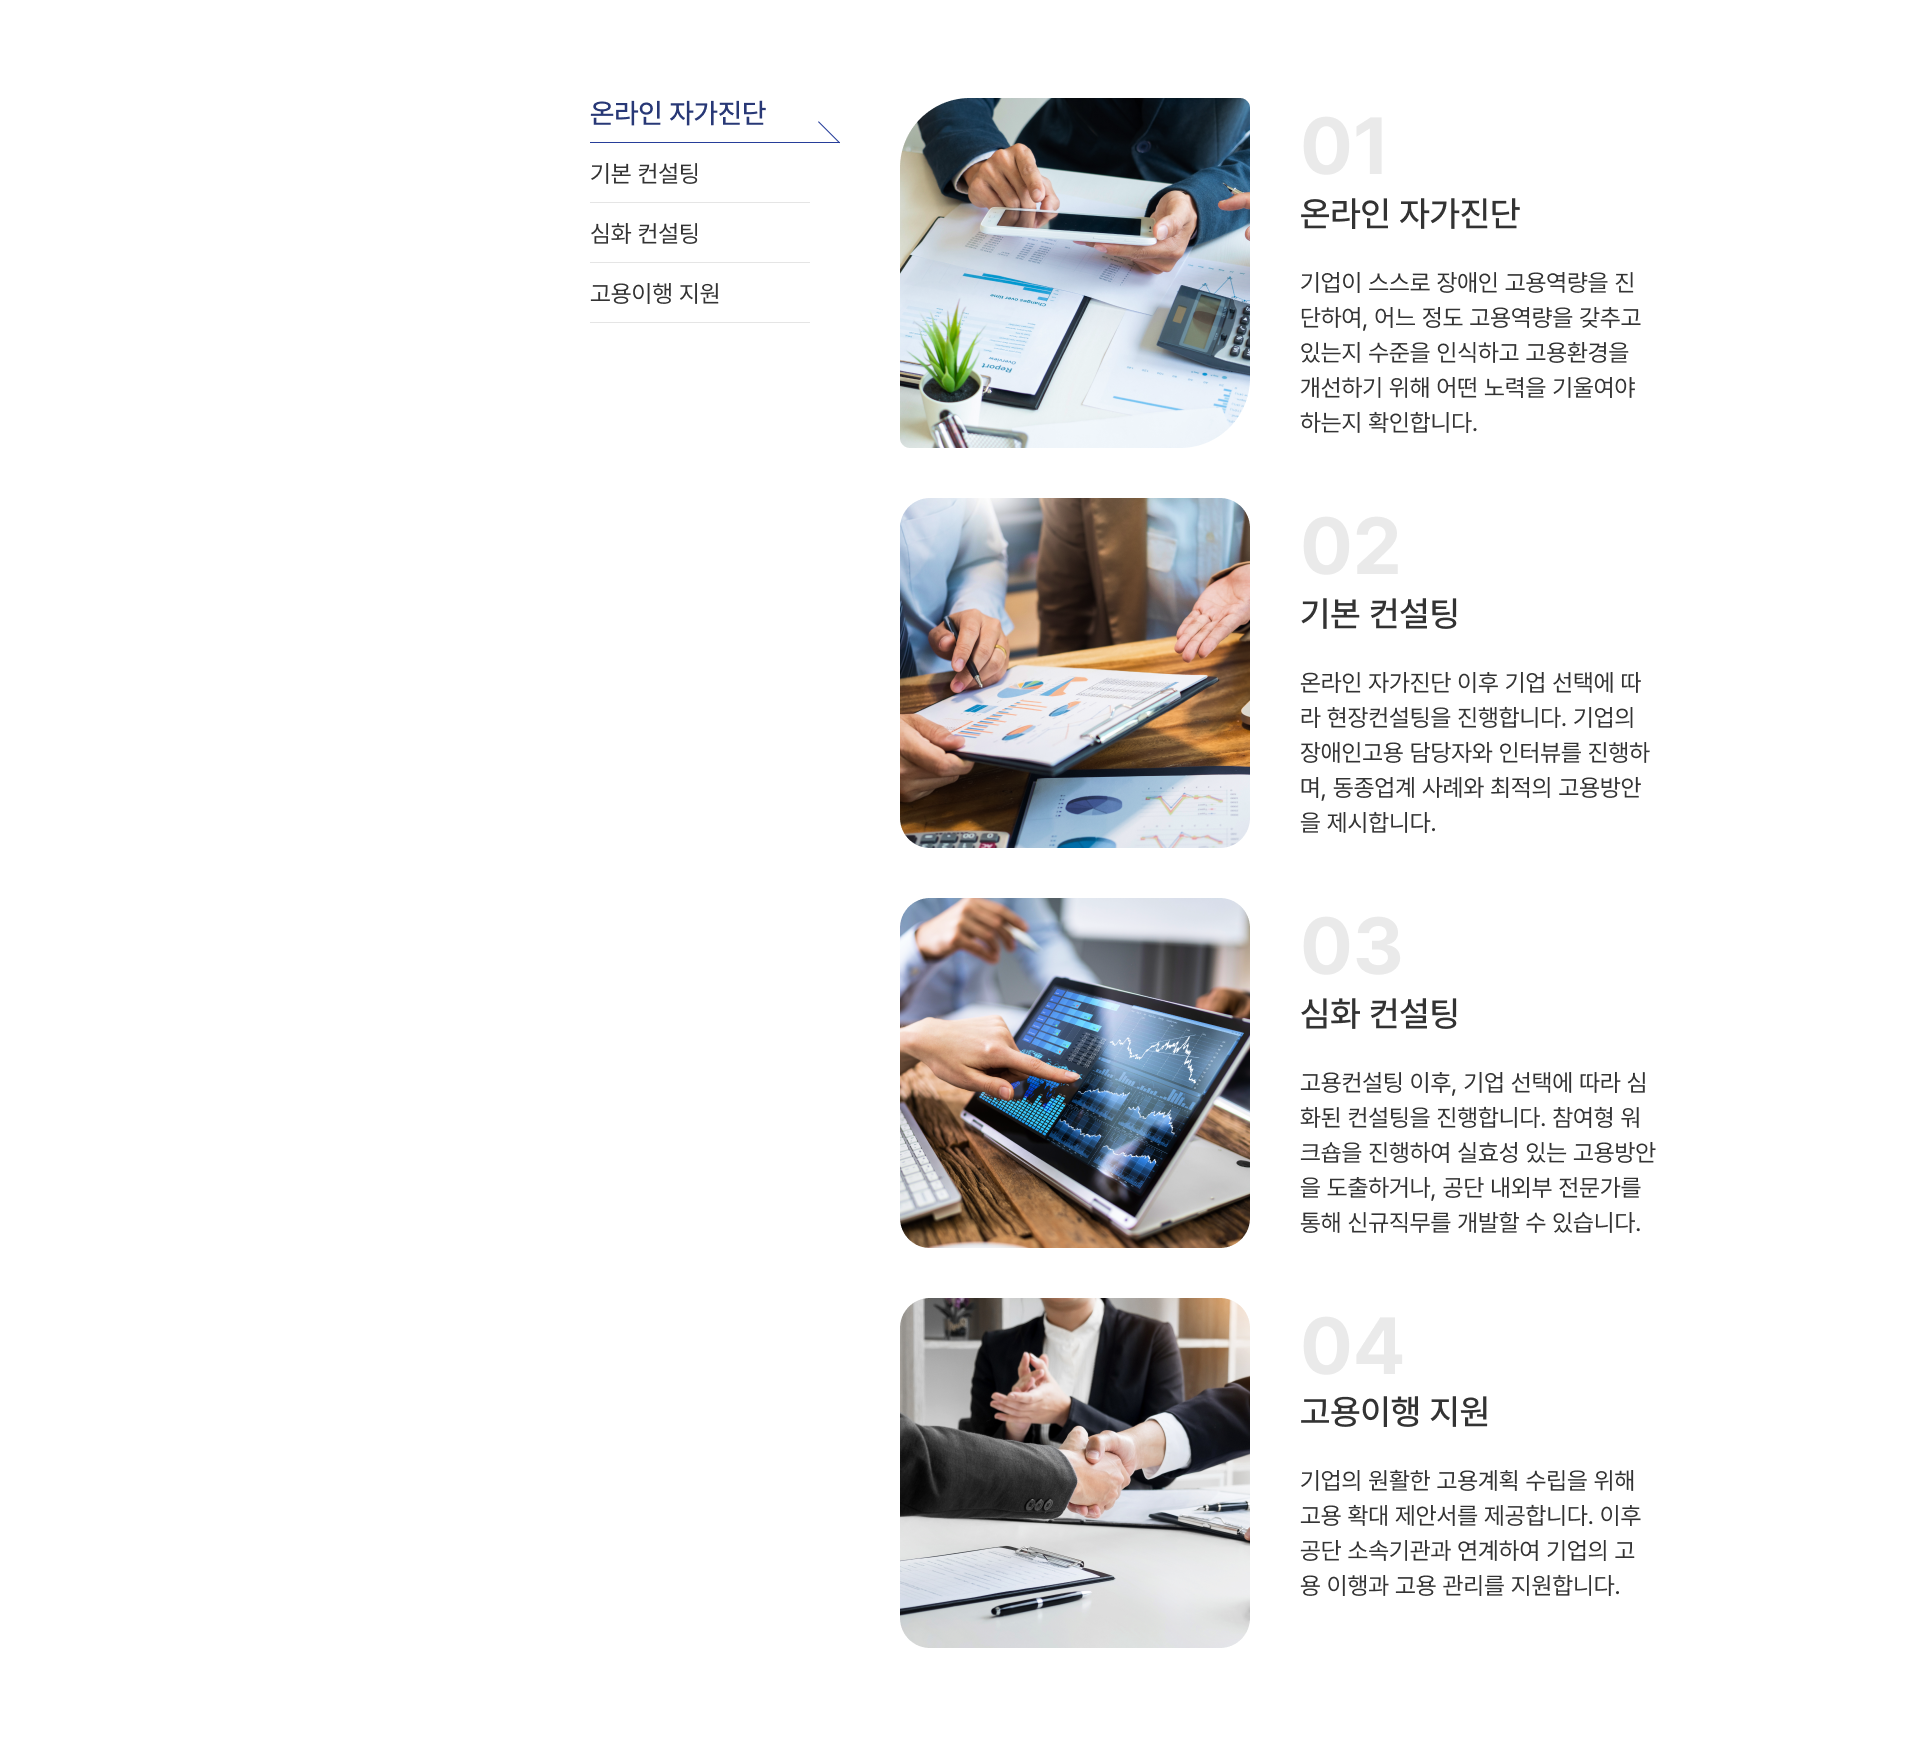 온라인 자가진단
기본 컨설팅
심화 컨설팅
고용이행 지원
01
온라인 자가진단
기업이 스스로 장애인 고용역량을 진
단하여, 어느 정도 고용역량을 갖추고
있는지 수준을 인식하고 고용환경을
개선하기 위해 어떤 노력을 기울여야
하는지 확인합니다.
Changes over time
Overview
Report
02
기본 컨설팅
온라인 자가진단 이후 기업 선택에 따
라 현장컨설팅을 진행합니다. 기업의
장애인고용 담당자와 인터뷰를 진행하
며, 동종업계 사례와 최적의 고용방안
을 제시합니다.
03
심화 컨설팅
고용컨설팅 이후, 기업 선택에 따라 심
화된 컨설팅을 진행합니다. 참여형 워
크숍을 진행하여 실효성 있는 고용방안
을 도출하거나, 공단 내외부 전문가를
통해 신규직무를 개발할 수 있습니다.
04
고용이행 지원
기업의 원활한 고용계획 수립을 위해
고용 확대 제안서를 제공합니다. 이후
공단 소속기관과 연계하여 기업의 고
용 이행과 고용 관리를 지원합니다.